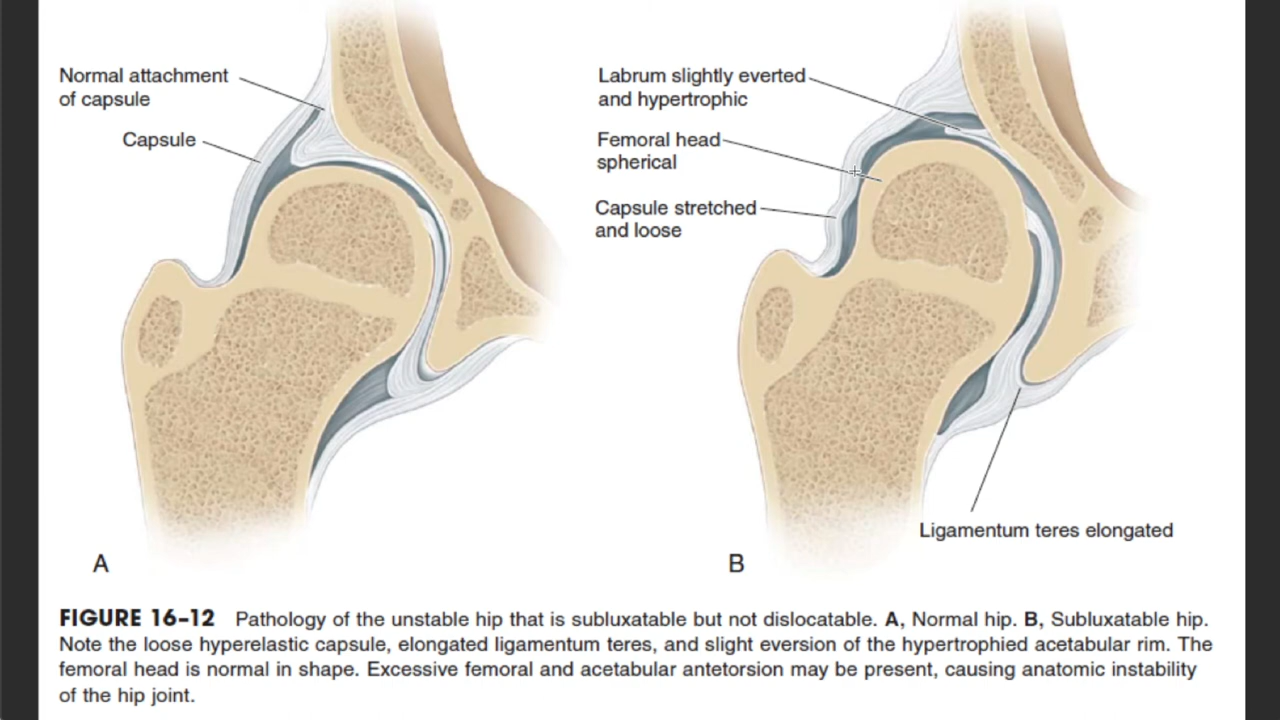 Normal attachment
of capsule
Capsule
Labrum slightly everted
and hypertrophic
Femoral head
spherical
Capsule stretched
and loose
Ligamentum teres elongated
A
B
FIGURE 16–12 Pathology of the unstable hip that is subluxatable but not dislocatable. A, Normal hip. B, Subluxatable hip.
Note the loose hyperelastic capsule, elongated ligamentum teres, and slight eversion of the hypertrophied acetabular rim. The
femoral head is normal in shape. Excessive femoral and acetabular antetorsion may be present, causing anatomic instability
of the hip joint.